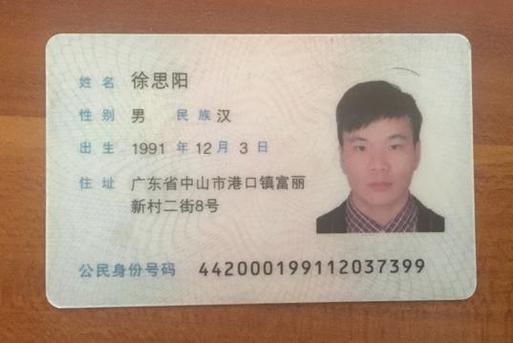 姓名 徐思阳
性别 男 民族 汉
出生 1991 年 12 月 3 日
住址 广东省中山市港口镇富丽
新村二街8号
公民身份号码 442000199112037399